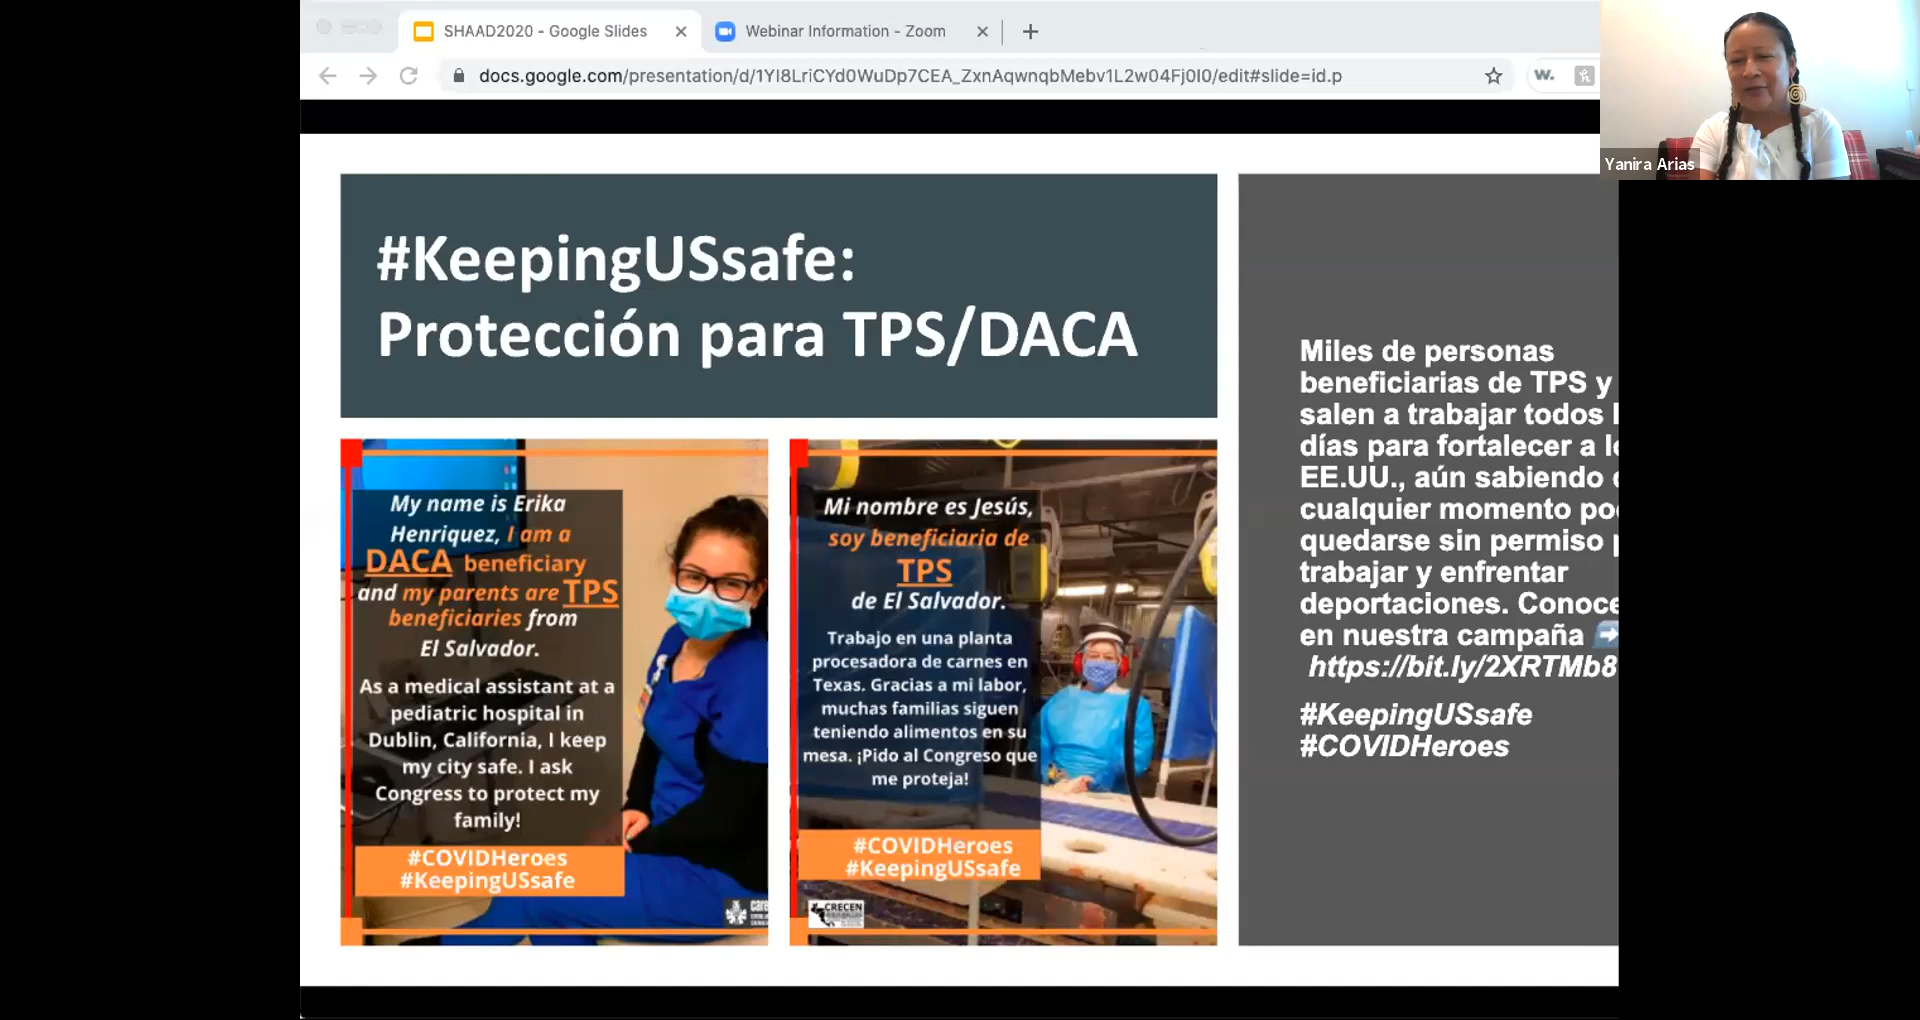 SHAAD2020 - Google Slides
Webinar Information - Zoom
docs.google.com/presentation/d/1YI8LriCYd0WuDp7CEA_ZxnAqwnqbMebv1L2w04Fj0I0/edit#slide=id.p
W.
Yanira Arias
#KeepingUSsafe:
Protección para TPS/DACA
My name is Erika
Henriquez, I am a
DACA beneficiary
and my parents are TPS
beneficiaries from
El Salvador.
As a medical assistant at a
pediatric hospital in
Dublin, California, I keep
my city safe. I ask
Congress to protect my
family!
#COVIDHeroes
#KeepingUSsafe
Mi nombre es Jesús,
soy beneficiaria de
TPS
de El Salvador.
Trabajo en una planta
procesadora de carnes en
Texas. Gracias a mi labor,
muchas familias siguen
teniendo alimentos en su
mesa. ¡Pido al Congreso que
me proteja!
#COVIDHeroes
#KeepingUSsafe
CRECEN
Miles de personas
beneficiarias de TPS y
salen a trabajar todos
días para fortalecer a
EE.UU., aún sabiendo
cualquier momento
quedarse sin permiso
trabajar y enfrentar
deportaciones.
en nuestra campaña
https://bit.ly/2XRTMb8
#KeepingUSsafe
#COVIDHeroes